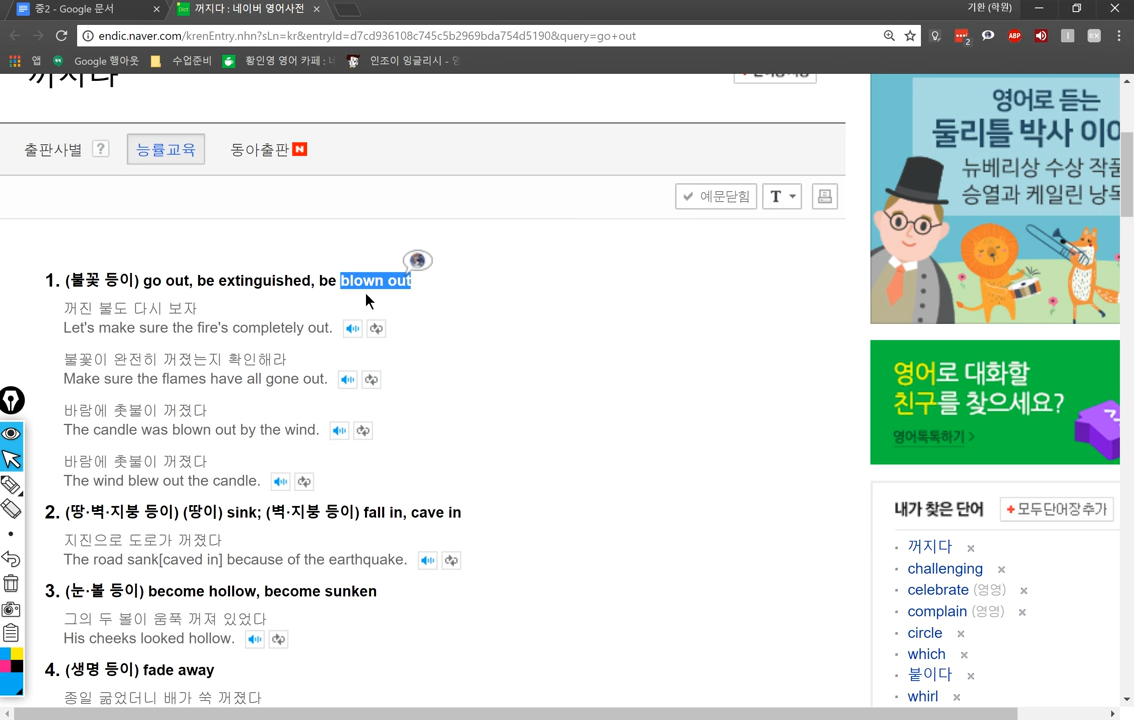 중2 - Google 문서
꺼지다 : 네이버 영어사전
기환 (학원)
endic.naver.com/krenEntry.nhn?sLn=kr&entryId=d7cd936108c745c5b2969bda754d5190&query=go+out
앱 Google 행아웃 수업준비 황인영 영어 카페 : 인조이 잉글리시 -
꺼지다
출판사별 ? 능률교육 동아출판 N
예문닫힘 T
1. (불꽃 등이) go out, be extinguished, be blown out
꺼진 불도 다시 보자
Let's make sure the fire's completely out.
불꽃이 완전히 꺼졌는지 확인해라
Make sure the flames have all gone out.
바람에 촛불이 꺼졌다
The candle was blown out by the wind.
바람에 촛불이 꺼졌다
The wind blew out the candle.
2. (땅·벽·지붕 등이) (땅이) sink; (벽·지붕 등이) fall in, cave in
지진으로 도로가 꺼졌다
The road sank[caved in] because of the earthquake.
3. (눈·볼 등이) become hollow, become sunken
그의 두 볼이 움푹 꺼져 있었다
His cheeks looked hollow.
4. (생명 등이) fade away
종일 굶었더니 배가 쑥 꺼졌다
영어로 듣는
둘리틀 박사 이야
뉴베리상 수상 작품
승열과 케일린 낭독
영어로 대화할
친구를 찾으세요?
영어톡톡하기 >
내가 찾은 단어 +모두단어장추가
· 꺼지다 ×
· challenging ×
· celebrate (영영) ×
· complain (영영) ×
· circle ×
· which ×
· 붙이다 ×
· whirl ×